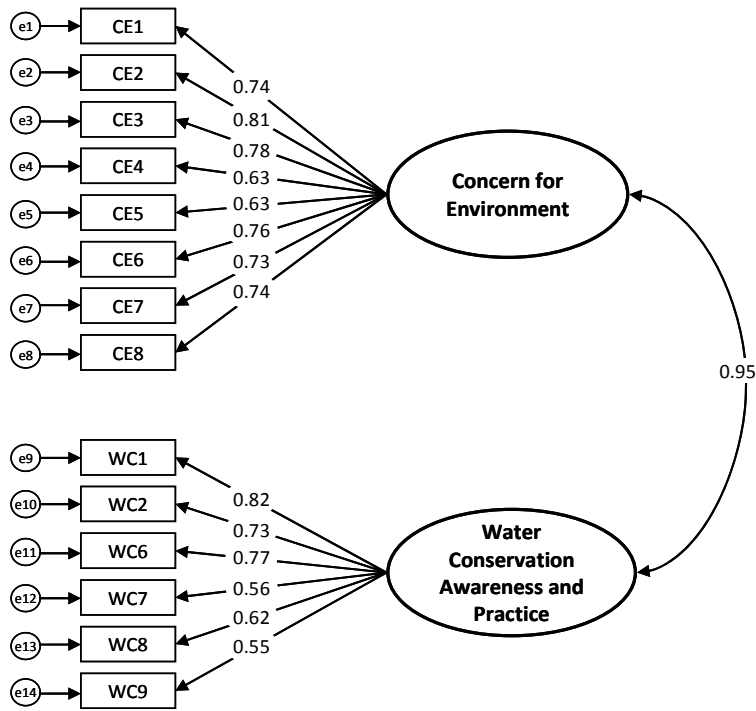 e1
CE1
e2
CE2
e3
CE3
e4
CE4
e5
CE5
e6
CE6
e7
CE7
e8
CE8
0.74
0.81
0.78
0.63
0.63
0.76
0.73
0.74
Concern for
Environment
0.95
e9
WC1
e10
WC2
e11
WC6
e12
WC7
e13
WC8
e14
WC9
0.82
0.73
0.77
0.56
0.62
0.55
Water
Conservation
Awareness and
Practice